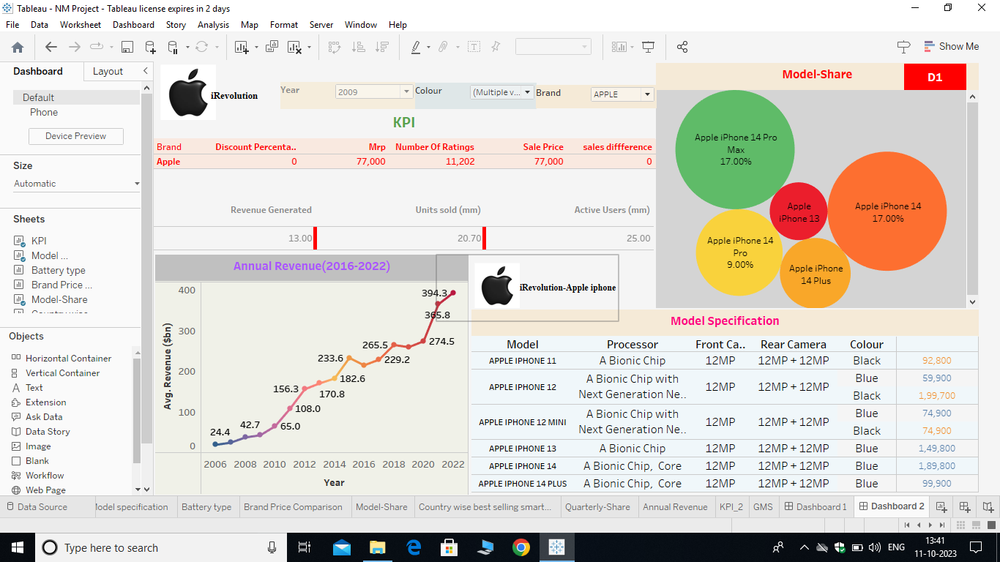 Tableau - NM Project - Tableau license expires in 2 days
File Data Worksheet Dashboard Story Analysis Map Format Server Window Help
Show Me
Dashboard Layout
Default
Phone
Device Preview
Size
Automatic
Sheets
KPI
Model ...
Battery type
Brand Price ...
Model-Share
Objects
Horizontal Container
Vertical Container
Text
Extension
Ask Data
Data Story
Image
Blank
Workflow
Web Page
iRevolution
Year 2009 Colour (Multiple v... Brand APPLE
KPI
Brand Discount Percenta.. Mrp Number Of Ratings Sale Price sales diffference
Apple 0 77,000 11,202 77,000 0
Revenue Generated Units sold (mm) Active Users (mm)
13.00 20.70 25.00
Model-Share
D1
Apple iPhone 14 Pro
Max
17.00%
Apple
iPhone 13
Apple iPhone 14
17.00%
Apple iPhone 14
Pro
9.00%
Apple iPhone
14 Plus
Annual Revenue(2016-2022)
Avg. Revenue ($bn)
400
300
200
100
0
24.4
42.7
65.0
108.0
156.3
170.8
182.6
233.6
229.2
265.5
274.5
365.8
394.3
2006 2008 2010 2012 2014 2016 2018 2020 2022
Year
iRevolution-Apple iphone
Model Specification
Model Processor Front Ca.. Rear Camera Colour
APPLE IPHONE 11 A Bionic Chip 12MP 12MP + 12MP Black 92,800
APPLE IPHONE 12 A Bionic Chip with
Next Generation Ne.. 12MP 12MP + 12MP Blue 59,900
Black 1,99,700
APPLE IPHONE 12 MINI A Bionic Chip with
Next Generation Ne.. 12MP 12MP + 12MP Blue 74,900
Black 74,900
APPLE IPHONE 13 A Bionic Chip 12MP 12MP + 12MP Blue 1,49,800
APPLE IPHONE 14 A Bionic Chip, Core 12MP 12MP + 12MP Blue 1,89,800
APPLE IPHONE 14 PLUS A Bionic Chip, Core 12MP 12MP + 12MP Blue 99,900
Data Source lodel specification Battery type Brand Price Comparison Model-Share Country wise best selling smart... Quarterly-Share Annual Revenue KPI_2 GMS Dashboard 1 Dashboard 2
Type here to search
ENG
13:41
11-10-2023